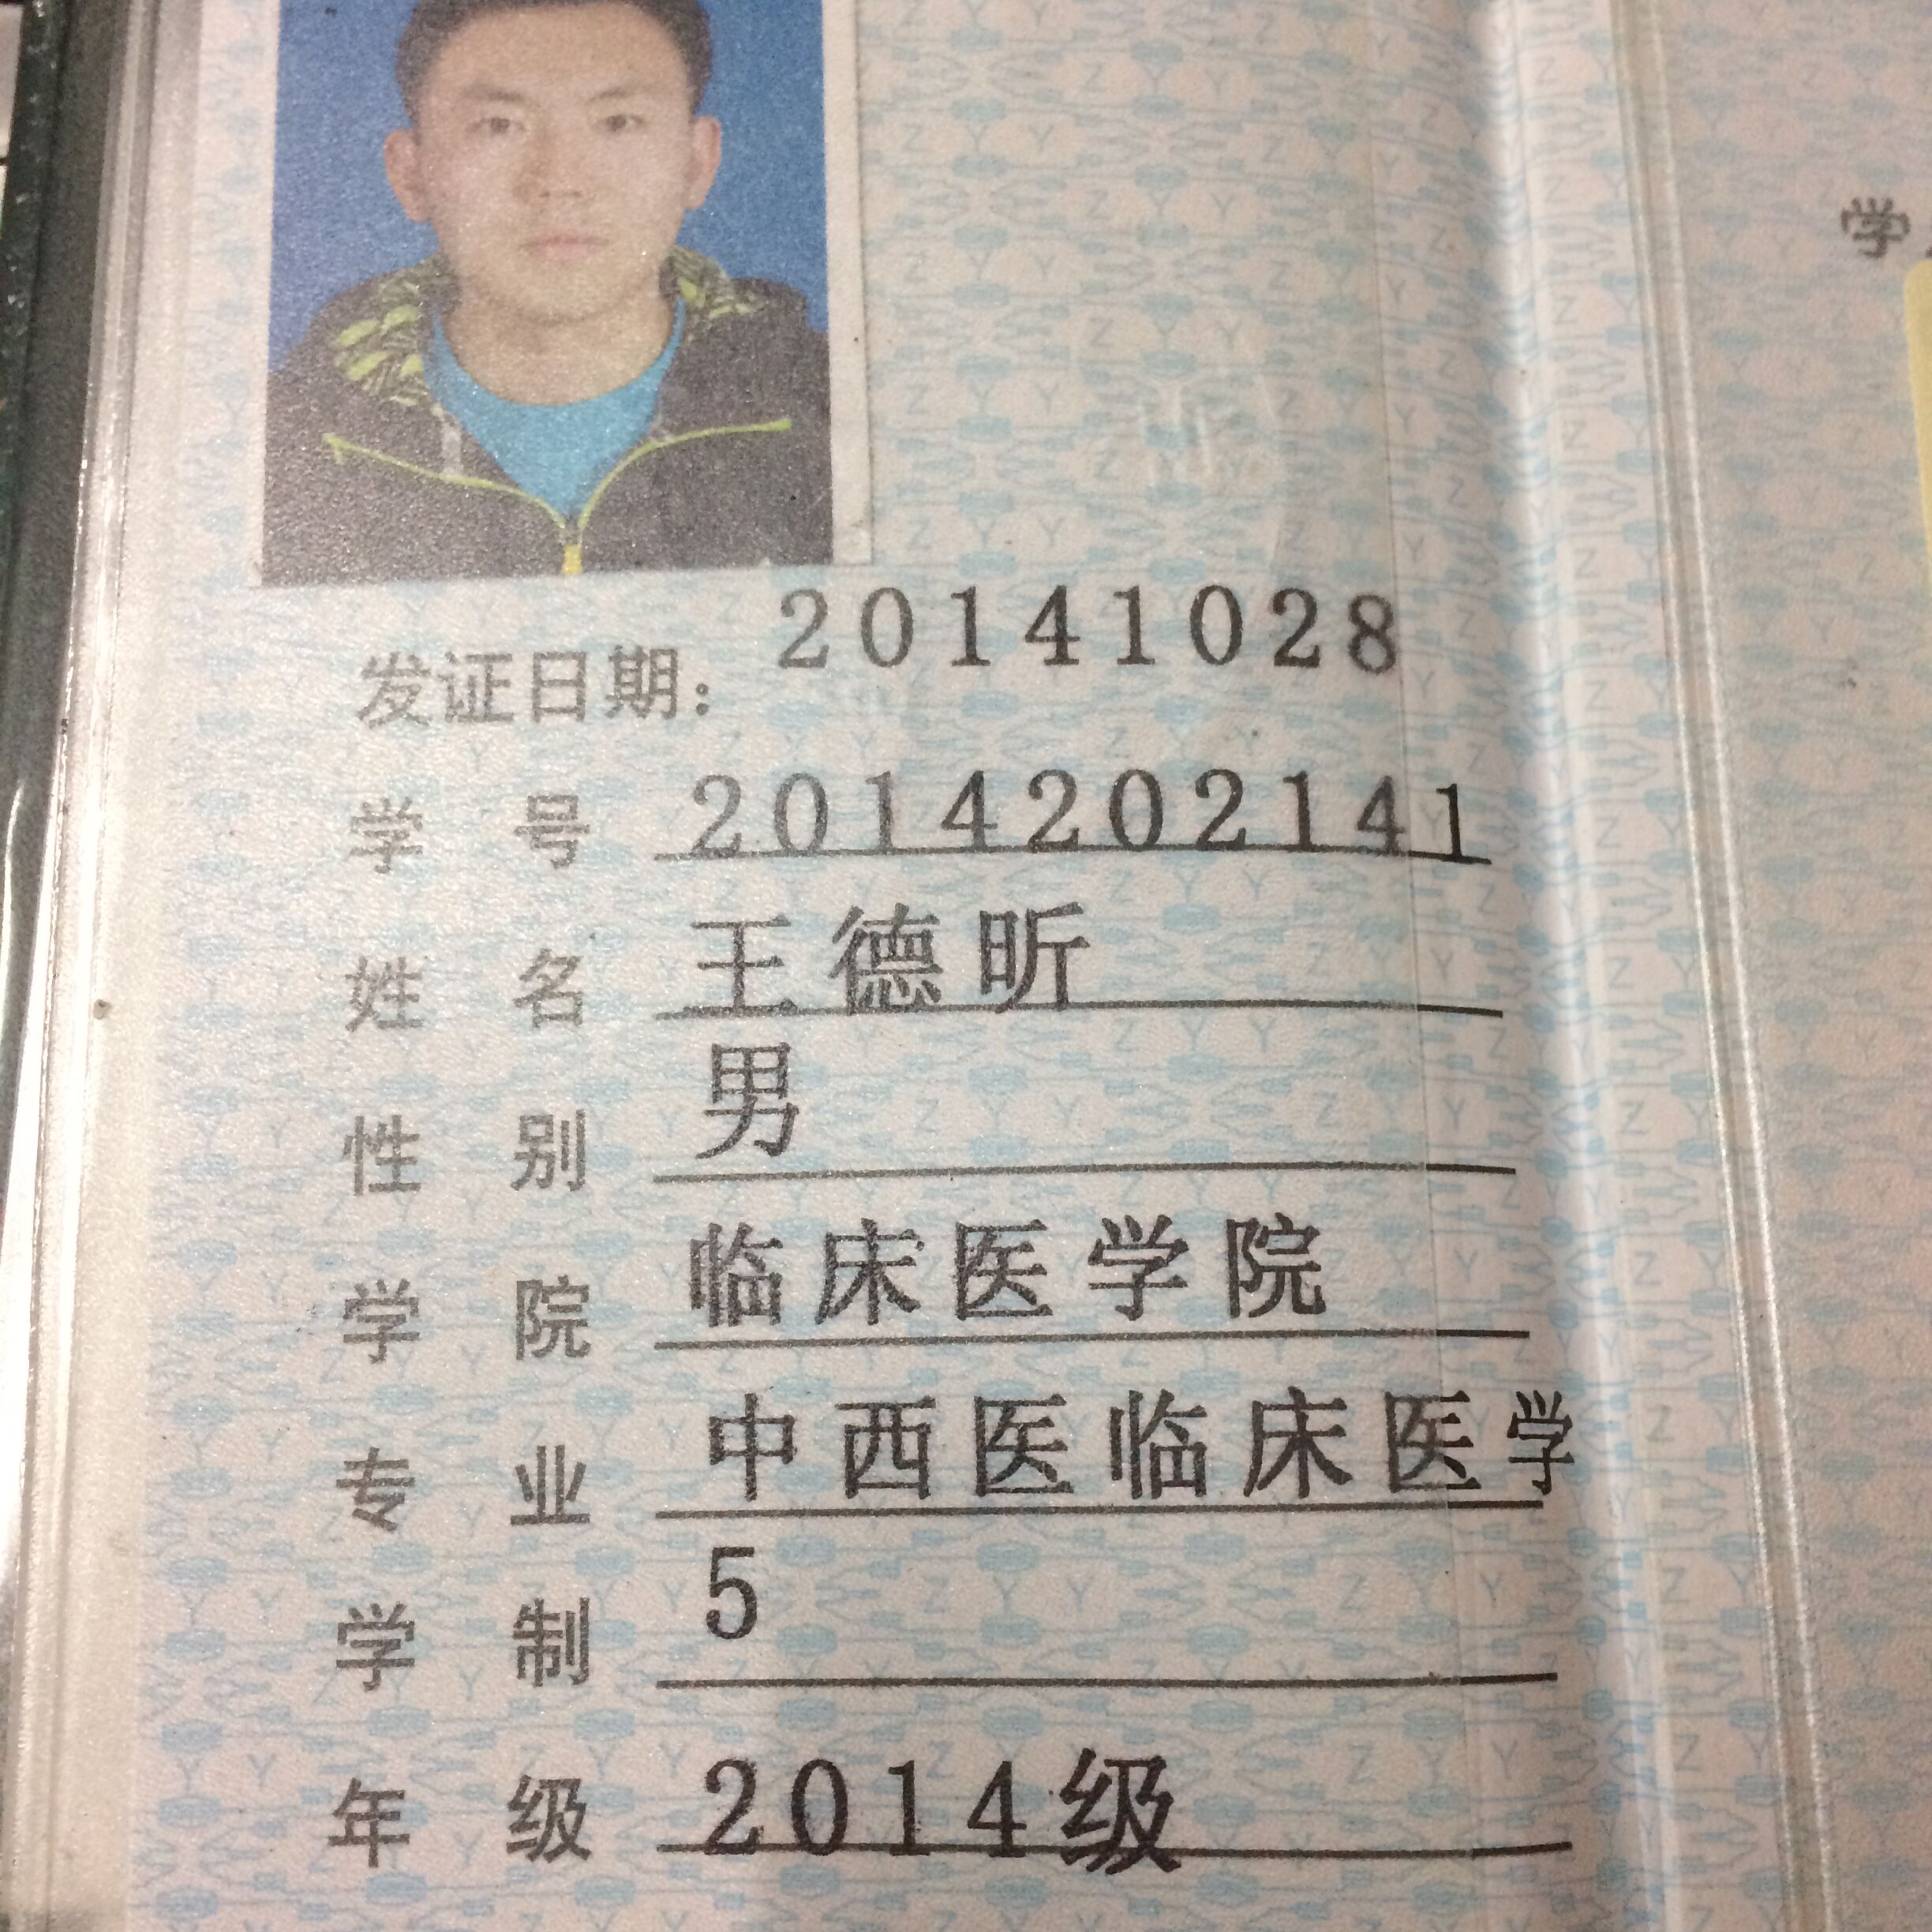 发证日期：20141028
学号 2014202141
姓名 王德昕
性别 男
学院 临床医学院
专业 中西医临床医学
学制 5
年级 2014级
学